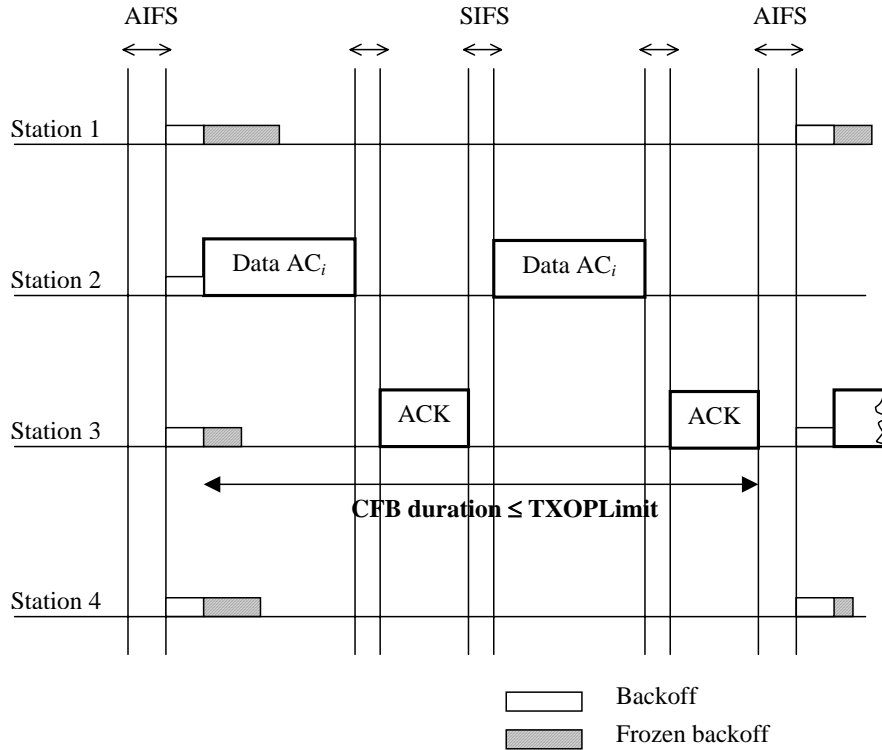 AIFS SIFS AIFS
Station 1
Data ACi Data ACi
Station 2
ACK ACK
Station 3
CFB duration ≤ TXOPLimit
Station 4
Backoff
Frozen backoff